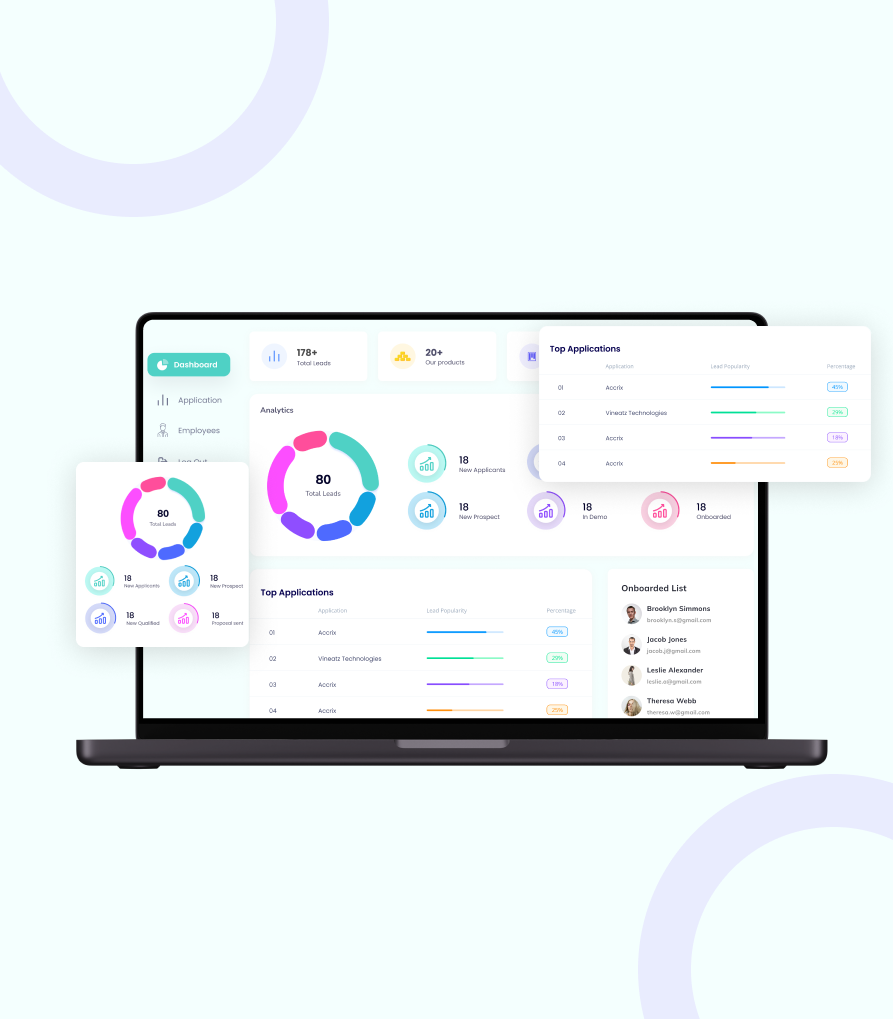 178+
Total Leads
20+
Our products
Dashboard
Application
Employees
Analytics
80
Total Leads
18
New Applicants
18
New Prospect
18
In Demo
18
Onboarded
Top Applications
Application Lead Popularity Percentage
01 Accrix 45%
02 Vineatz Technologies 29%
03 Accrix 18%
04 Accrix 25%
80
Total Leads
18
New Applicants
18
New Prospect
18
New Qualified
18
Proposal sent
Top Applications
Application Lead Popularity Percentage
01 Accrix 45%
02 Vineatz Technologies 29%
03 Accrix 18%
04 Accrix 25%
Onboarded List
Brooklyn Simmons
brooklyn.s@gmail.com
Jacob Jones
jacob.j@gmail.com
Leslie Alexander
leslie.a@gmail.com
Theresa Webb
theresa.w@gmail.com